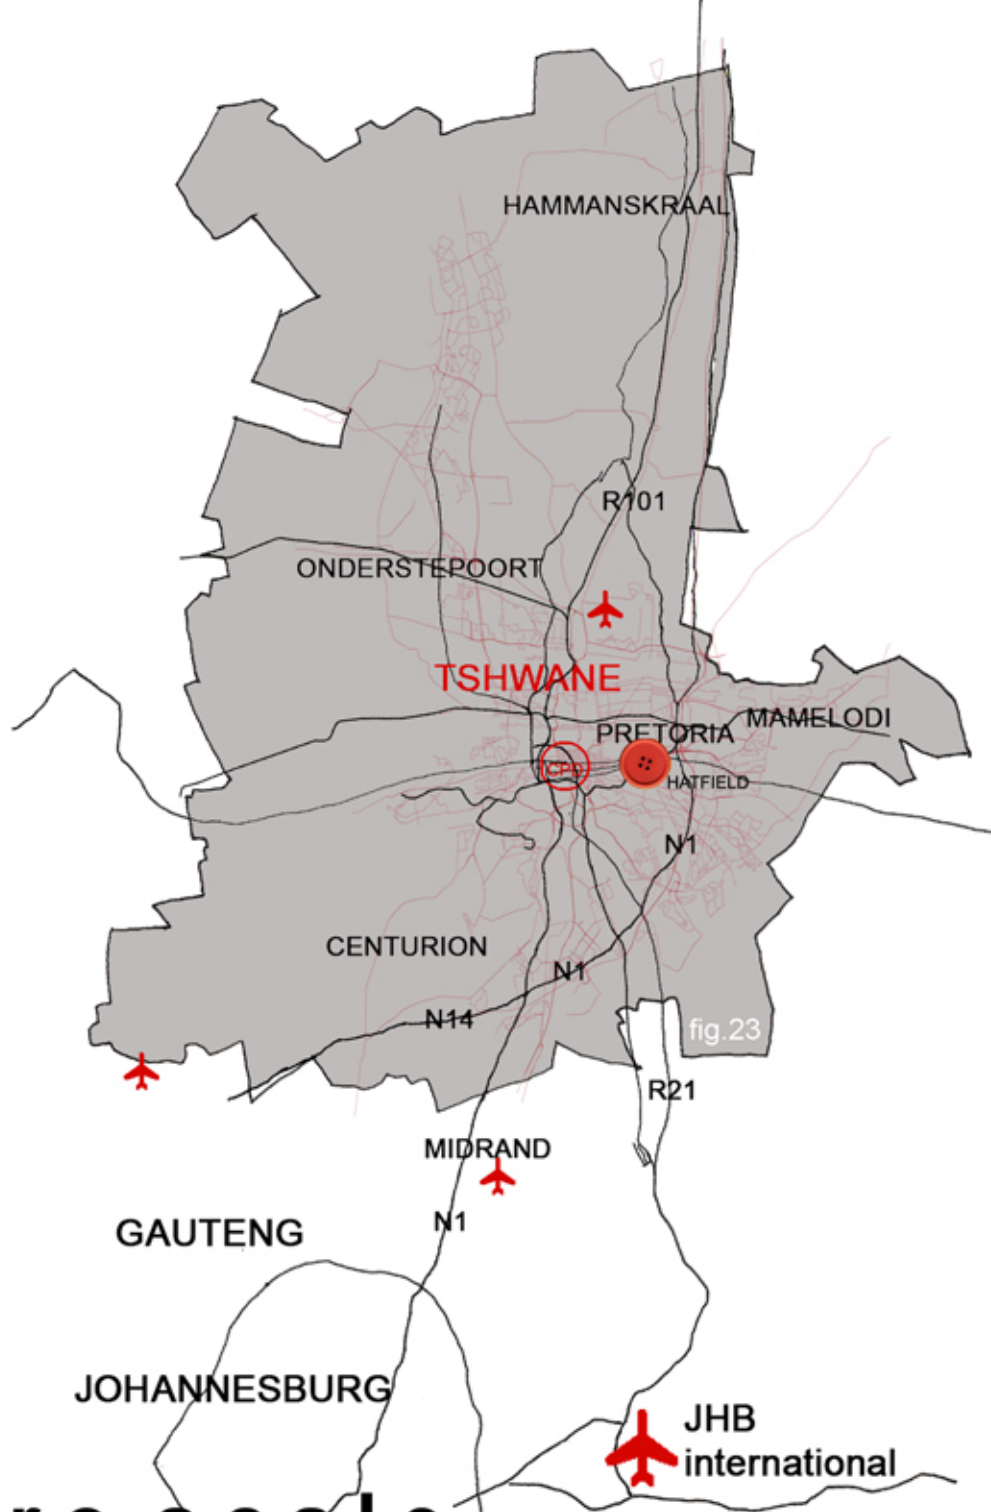 HAMMANSKRAAL
R101
ONDERSTEPOORT
TSHWANE
MAMELODI
PRETORIA
HATFIELD
N1
CENTURION
N1
N14
fig.23
R21
MIDRAND
N1
GAUTENG
JOHANNESBURG
JHB
international